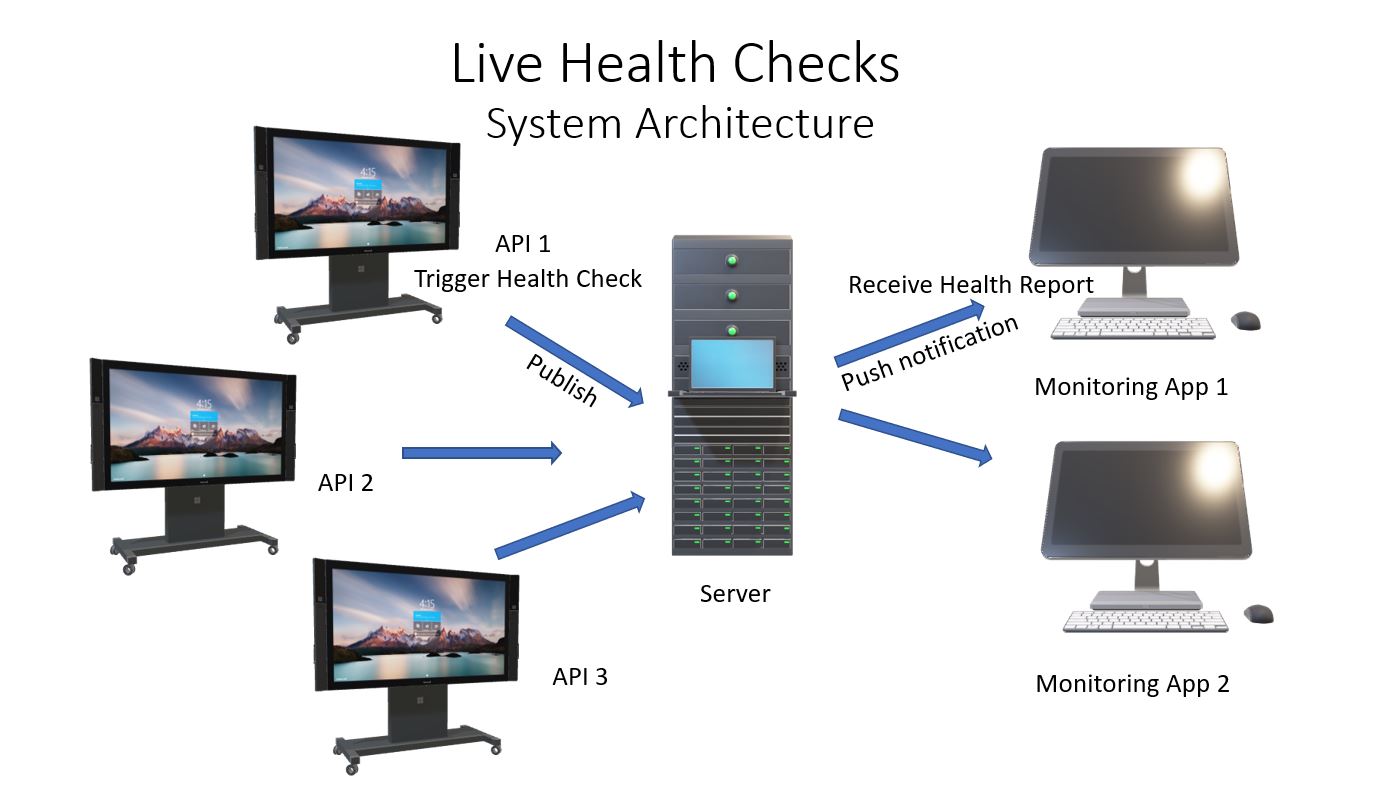 Live Health Checks
System Architecture
4:15
API 1
Trigger Health Check
Publish
4:15
API 2
4:15
API 3
Server
Receive Health Report
Push notification
Monitoring App 1
Monitoring App 2